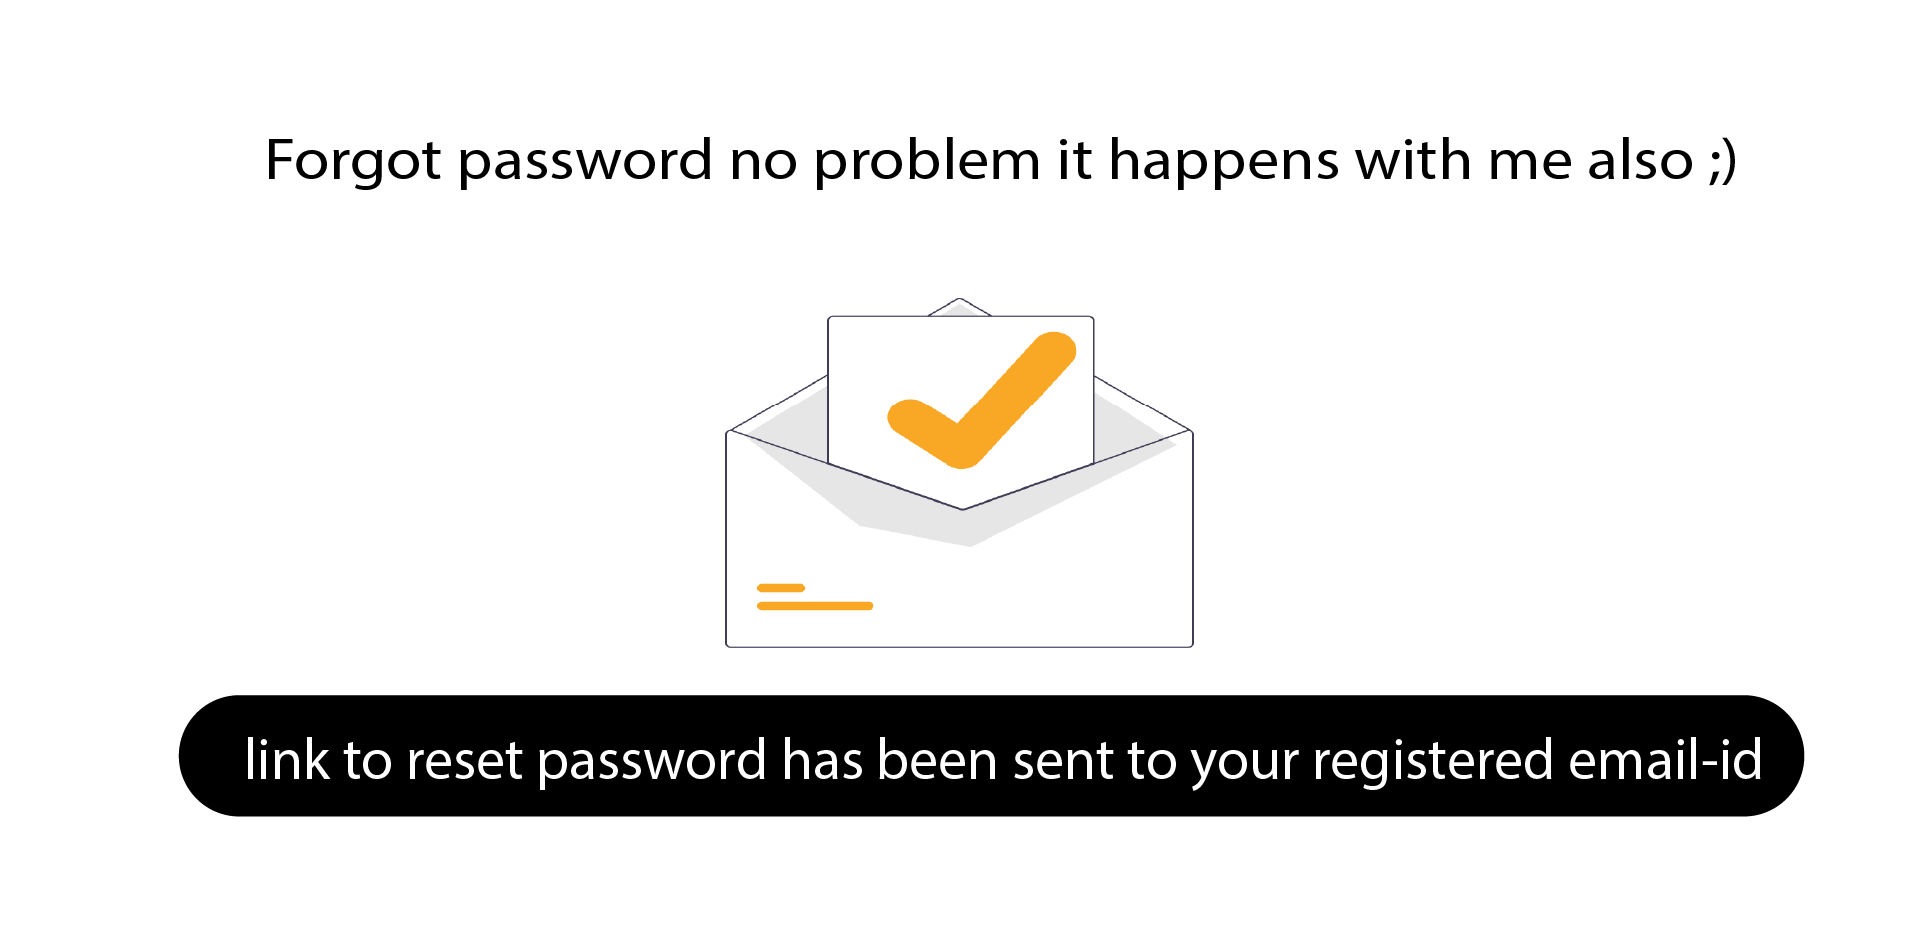 Forgot password no problem it happens with me also ;)
link to reset password has been sent to your registered email-id